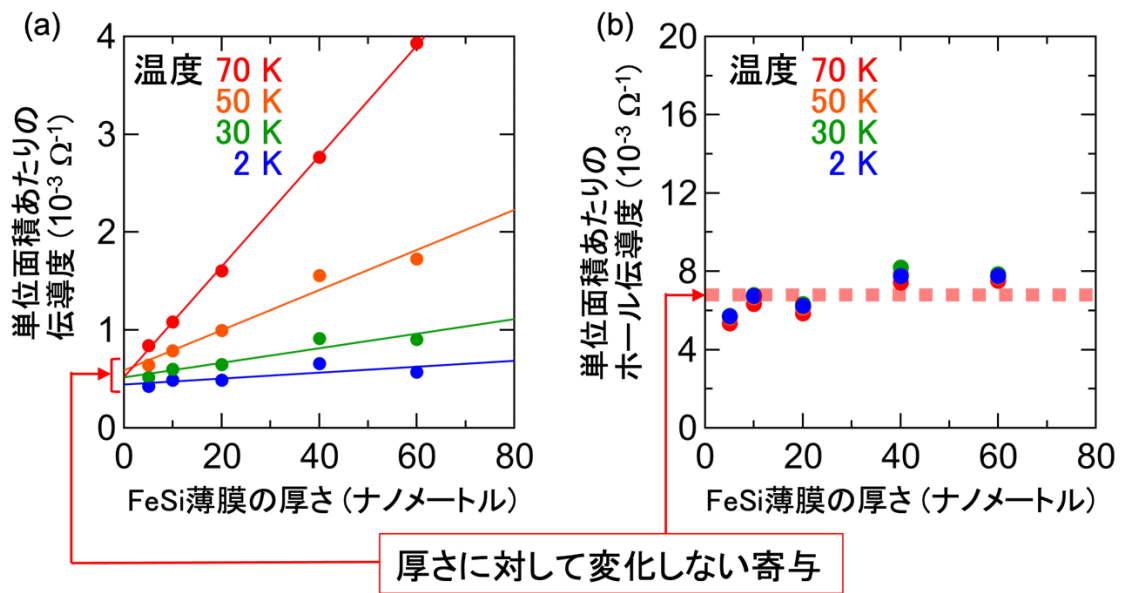 (a)
単位面積あたりの
伝導度 (10⁻³ Ω⁻¹)
4
3
2
1
0
温度 70 K
50 K
30 K
2 K
0 20 40 60 80
FeSi薄膜の厚さ(ナノメートル)
(b)
単位面積あたりの
ホール伝導度 (10⁻³ Ω⁻¹)
20
16
12
8
4
0
温度 70 K
50 K
30 K
2 K
0 20 40 60 80
FeSi薄膜の厚さ(ナノメートル)
厚さに対して変化しない寄与